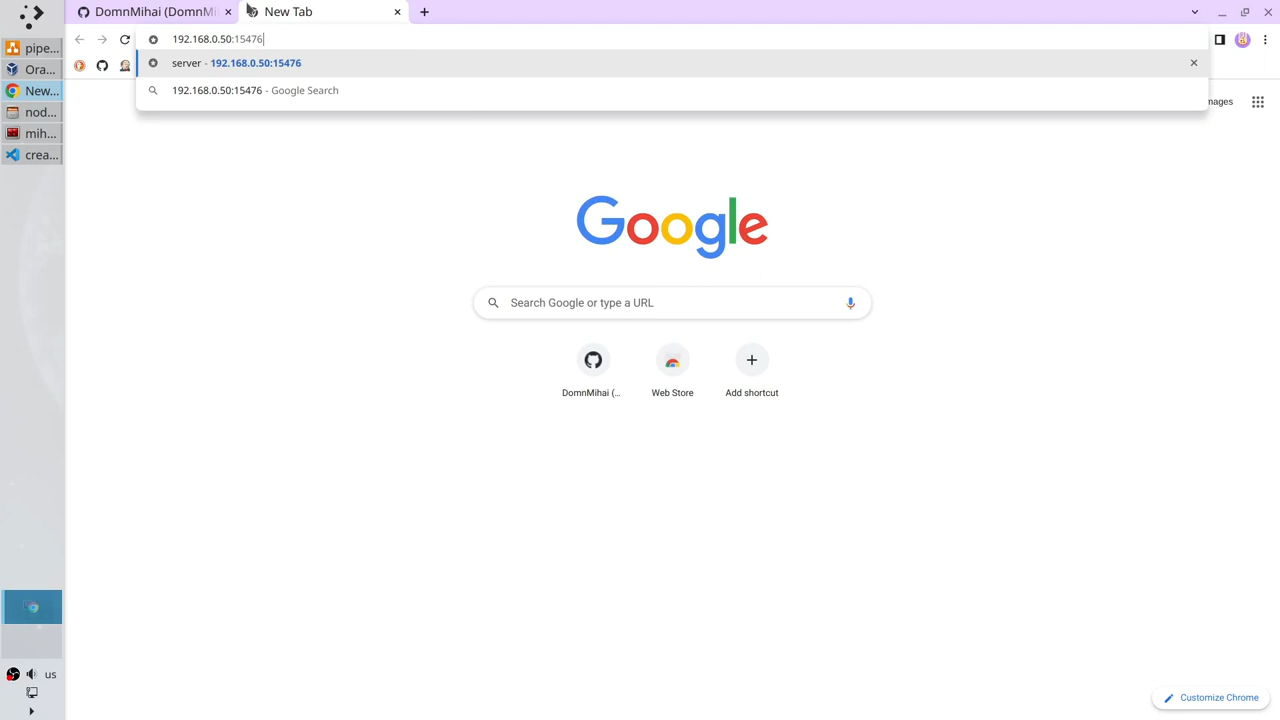 DomnMihai (DomnMi
New Tab
192.168.0.50:15476
server - 192.168.0.50:15476
192.168.0.50:15476 - Google Search
pipe...
Ora...
New...
nod...
mih...
crea...
mages
Google
Search Google or type a URL
DomnMihai (...
Web Store
Add shortcut
us
Customize Chrome